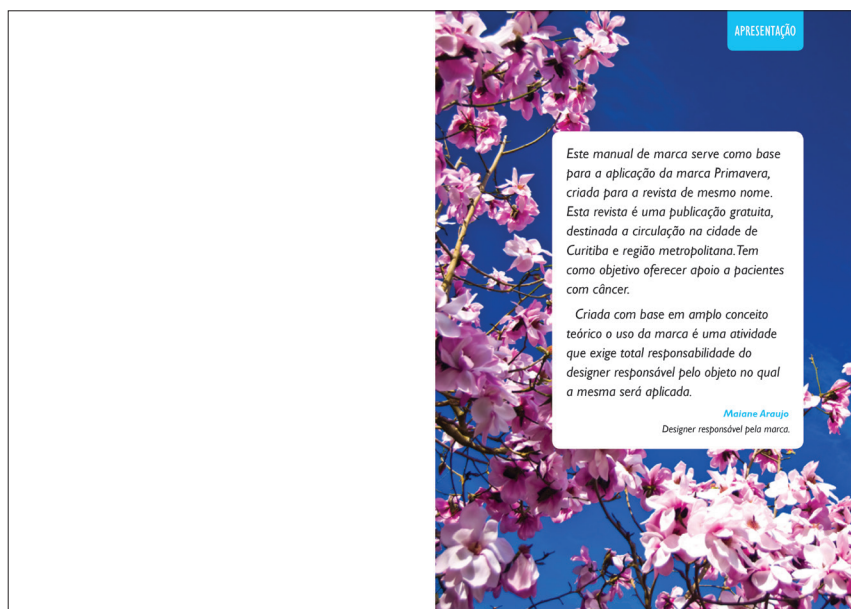 APRESENTAÇÃO
Este manual de marca serve como base
para a aplicação da marca Primavera,
criada para a revista de mesmo nome.
Esta revista é uma publicação gratuita,
destinada a circulação na cidade de
Curitiba e região metropolitana. Tem
como objetivo oferecer apoio a pacientes
com câncer.
Criada com base em amplo conceito
teórico o uso da marca é uma atividade
que exige total responsabilidade do
designer responsável pelo objeto no qual
a mesma será aplicada.
Maiane Araujo
Designer responsável pela marca.